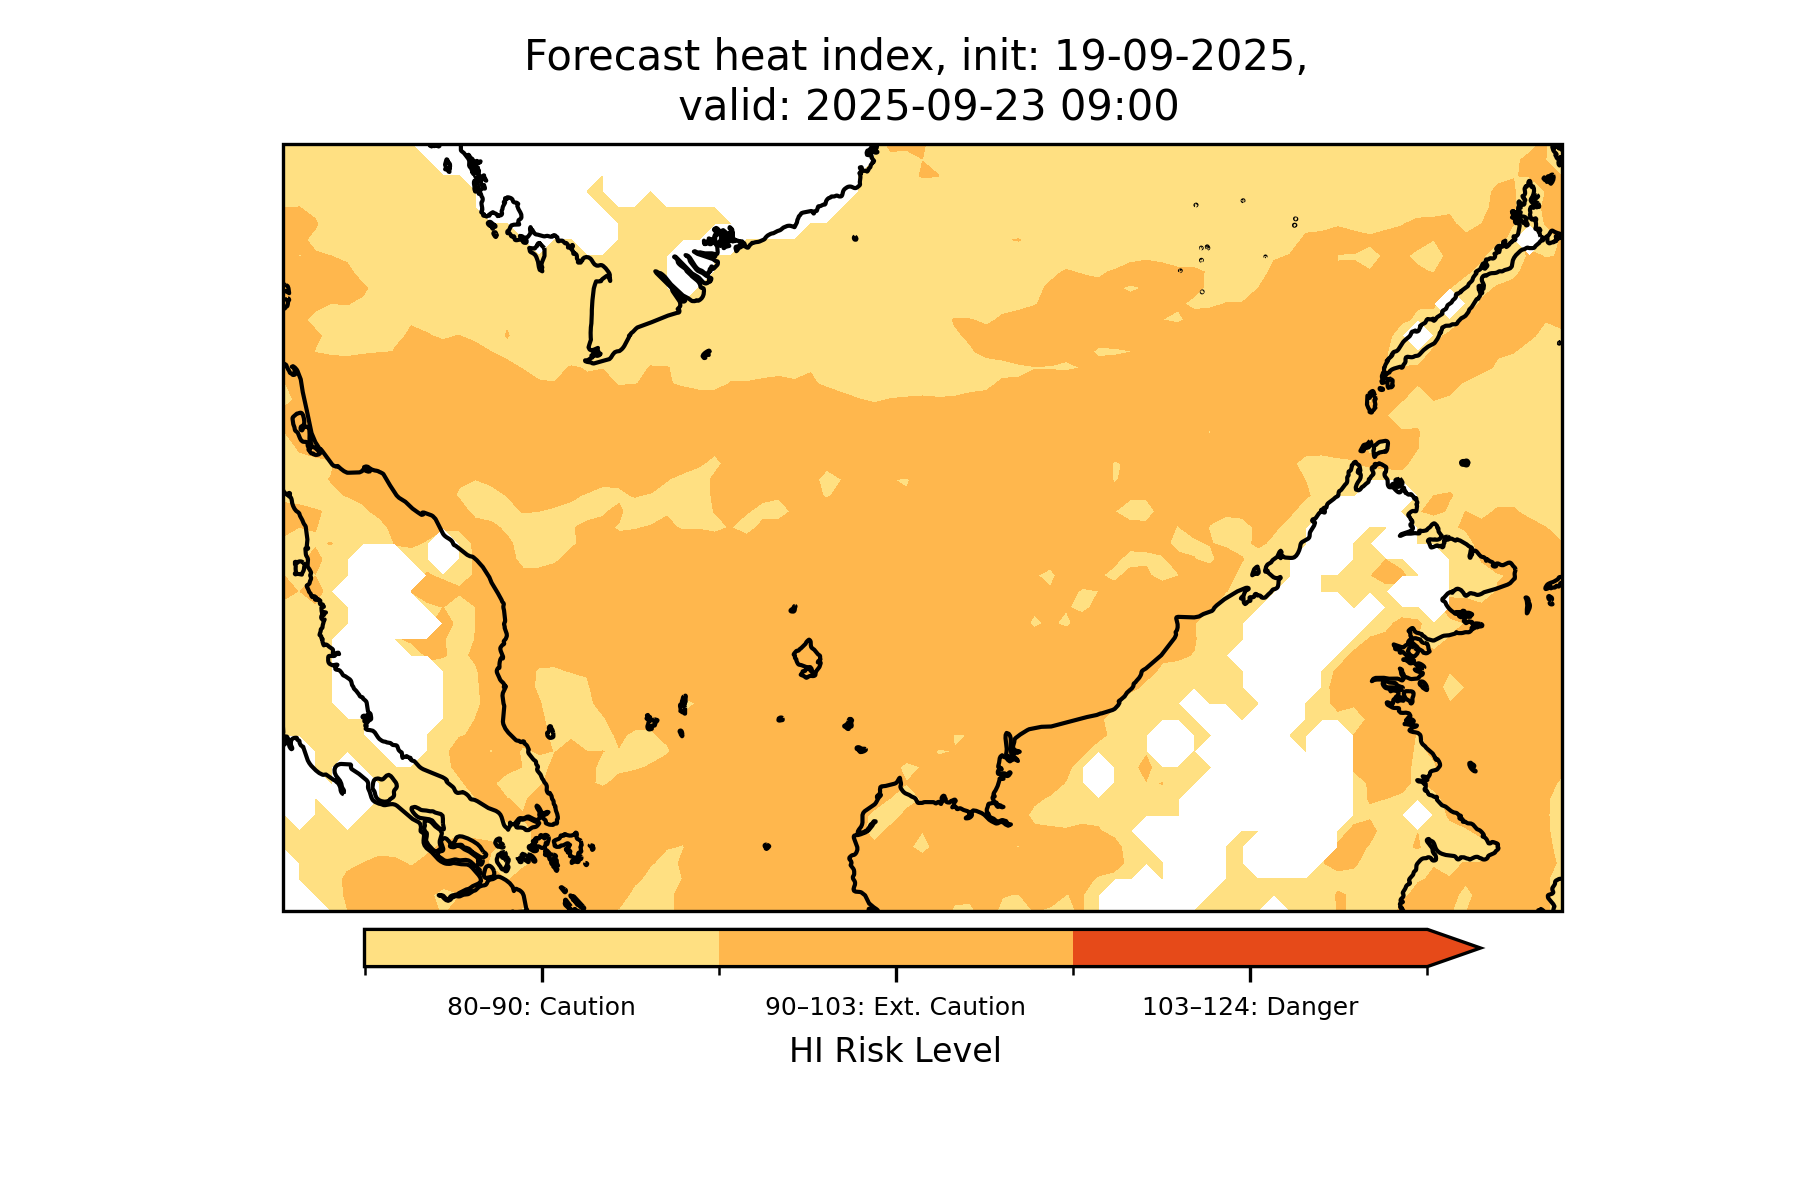 Forecast heat index, init: 19-09-2025,
valid: 2025-09-23 09:00
80–90: Caution
90–103: Ext. Caution
103–124: Danger
HI Risk Level